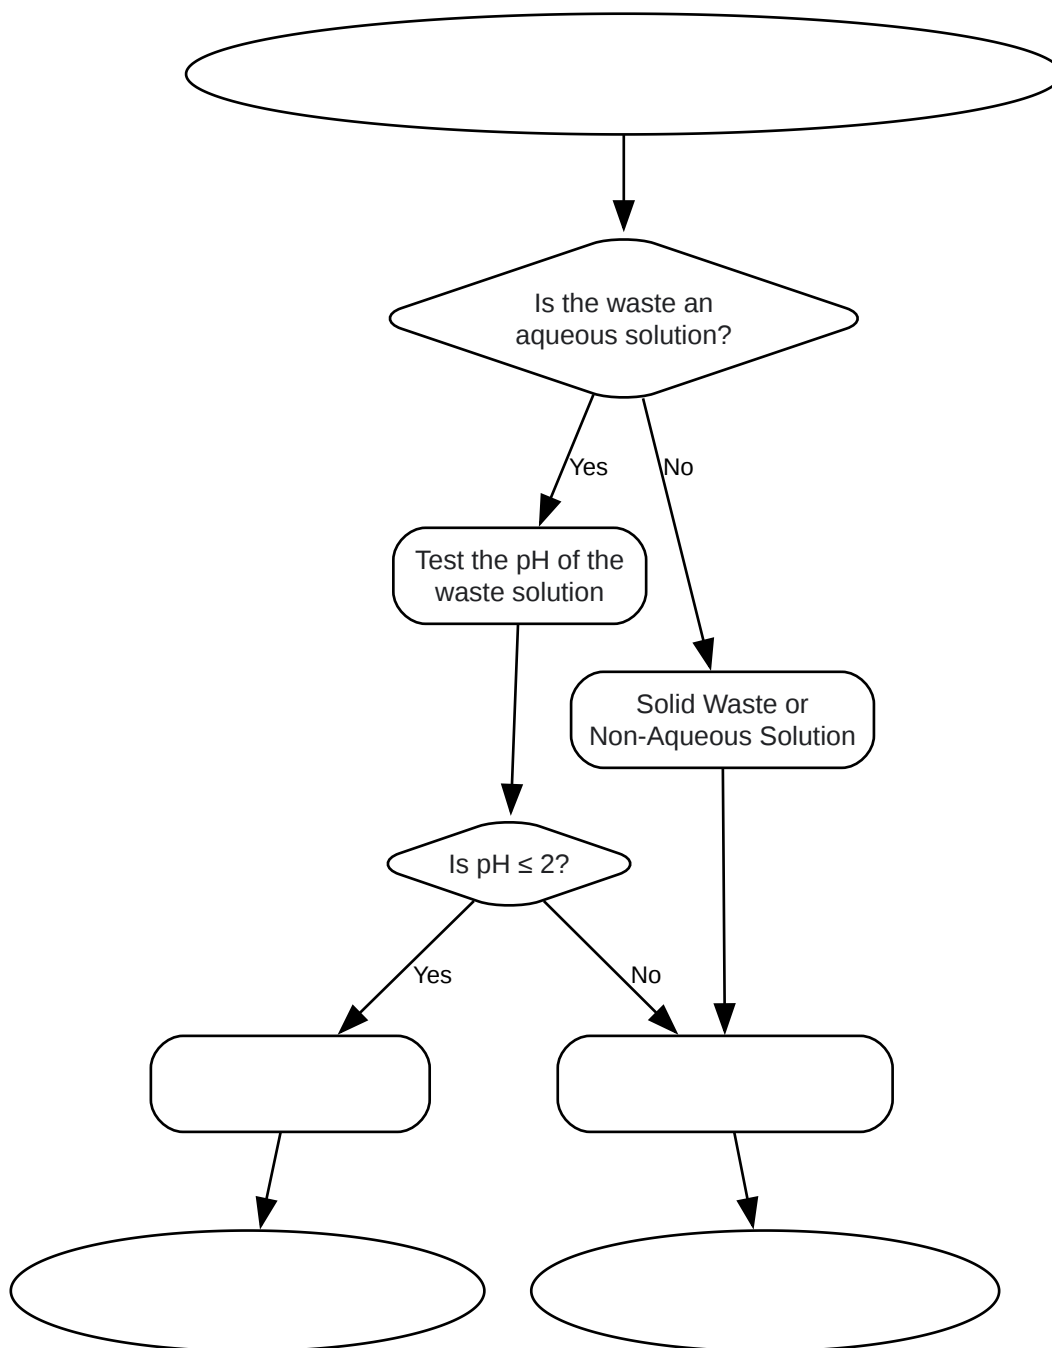 Is the waste an
aqueous solution?
Yes
No
Test the pH of the
waste solution
Solid Waste or
Non-Aqueous Solution
Is pH ≤ 2?
Yes
No